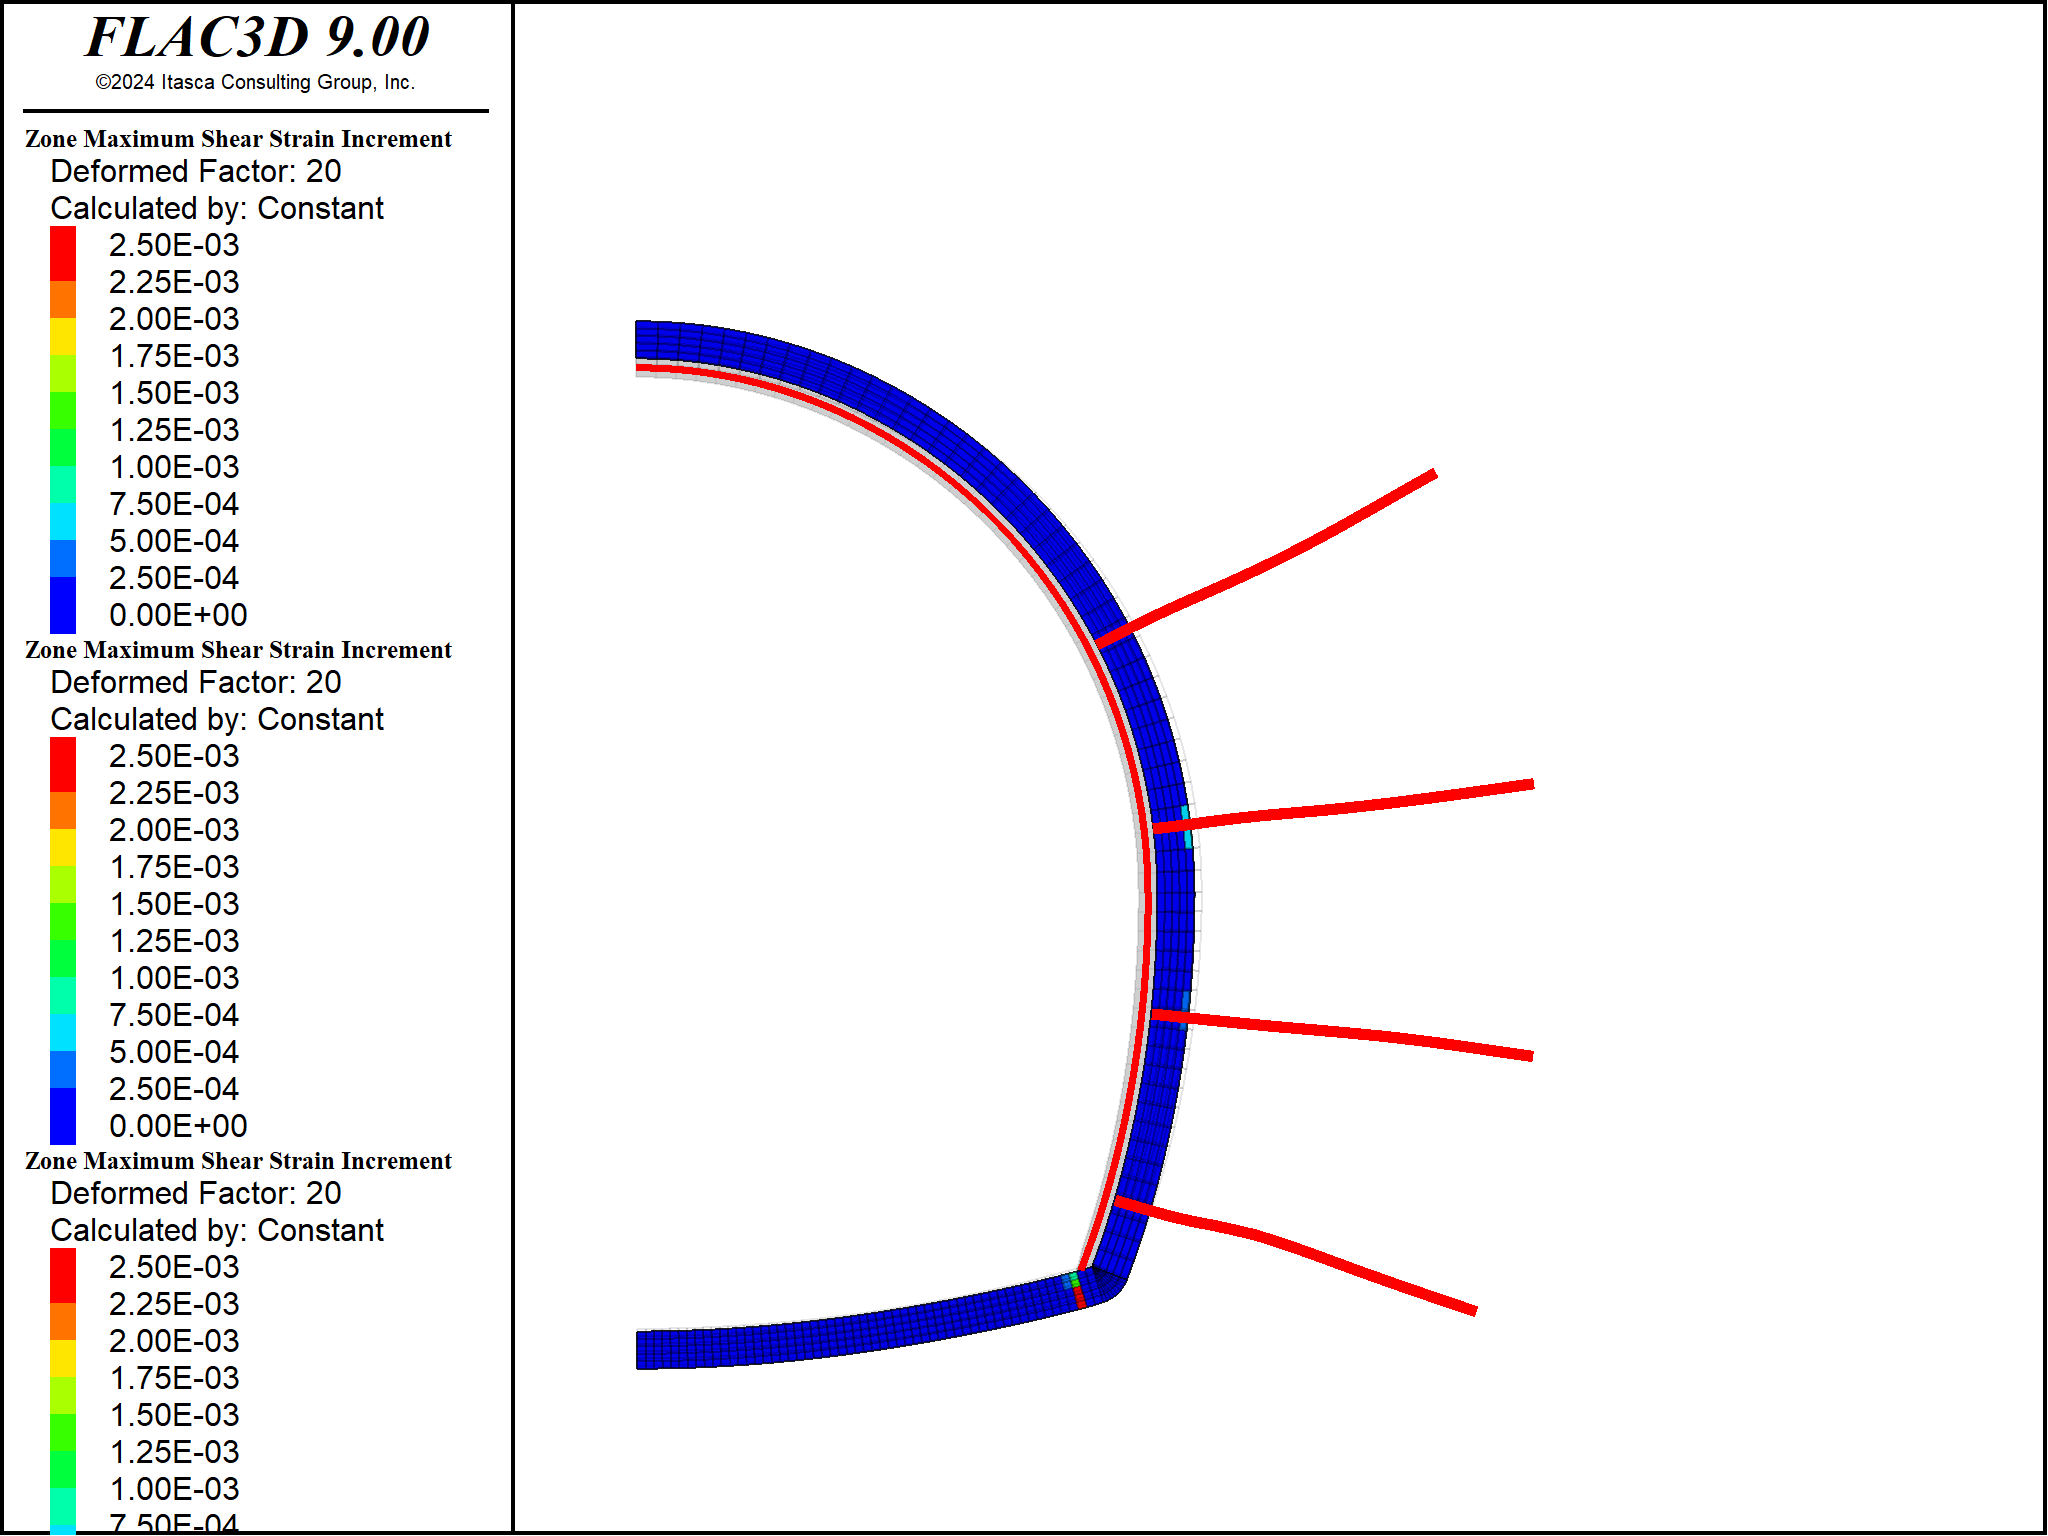 FLAC3D 9.00
©2024 Itasca Consulting Group, Inc.
Zone Maximum Shear Strain Increment
Deformed Factor: 20
Calculated by: Constant
2.50E-03
2.25E-03
2.00E-03
1.75E-03
1.50E-03
1.25E-03
1.00E-03
7.50E-04
5.00E-04
2.50E-04
0.00E+00
Zone Maximum Shear Strain Increment
Deformed Factor: 20
Calculated by: Constant
2.50E-03
2.25E-03
2.00E-03
1.75E-03
1.50E-03
1.25E-03
1.00E-03
7.50E-04
5.00E-04
2.50E-04
0.00E+00
Zone Maximum Shear Strain Increment
Deformed Factor: 20
Calculated by: Constant
2.50E-03
2.25E-03
2.00E-03
1.75E-03
1.50E-03
1.25E-03
1.00E-03
7.50E-04